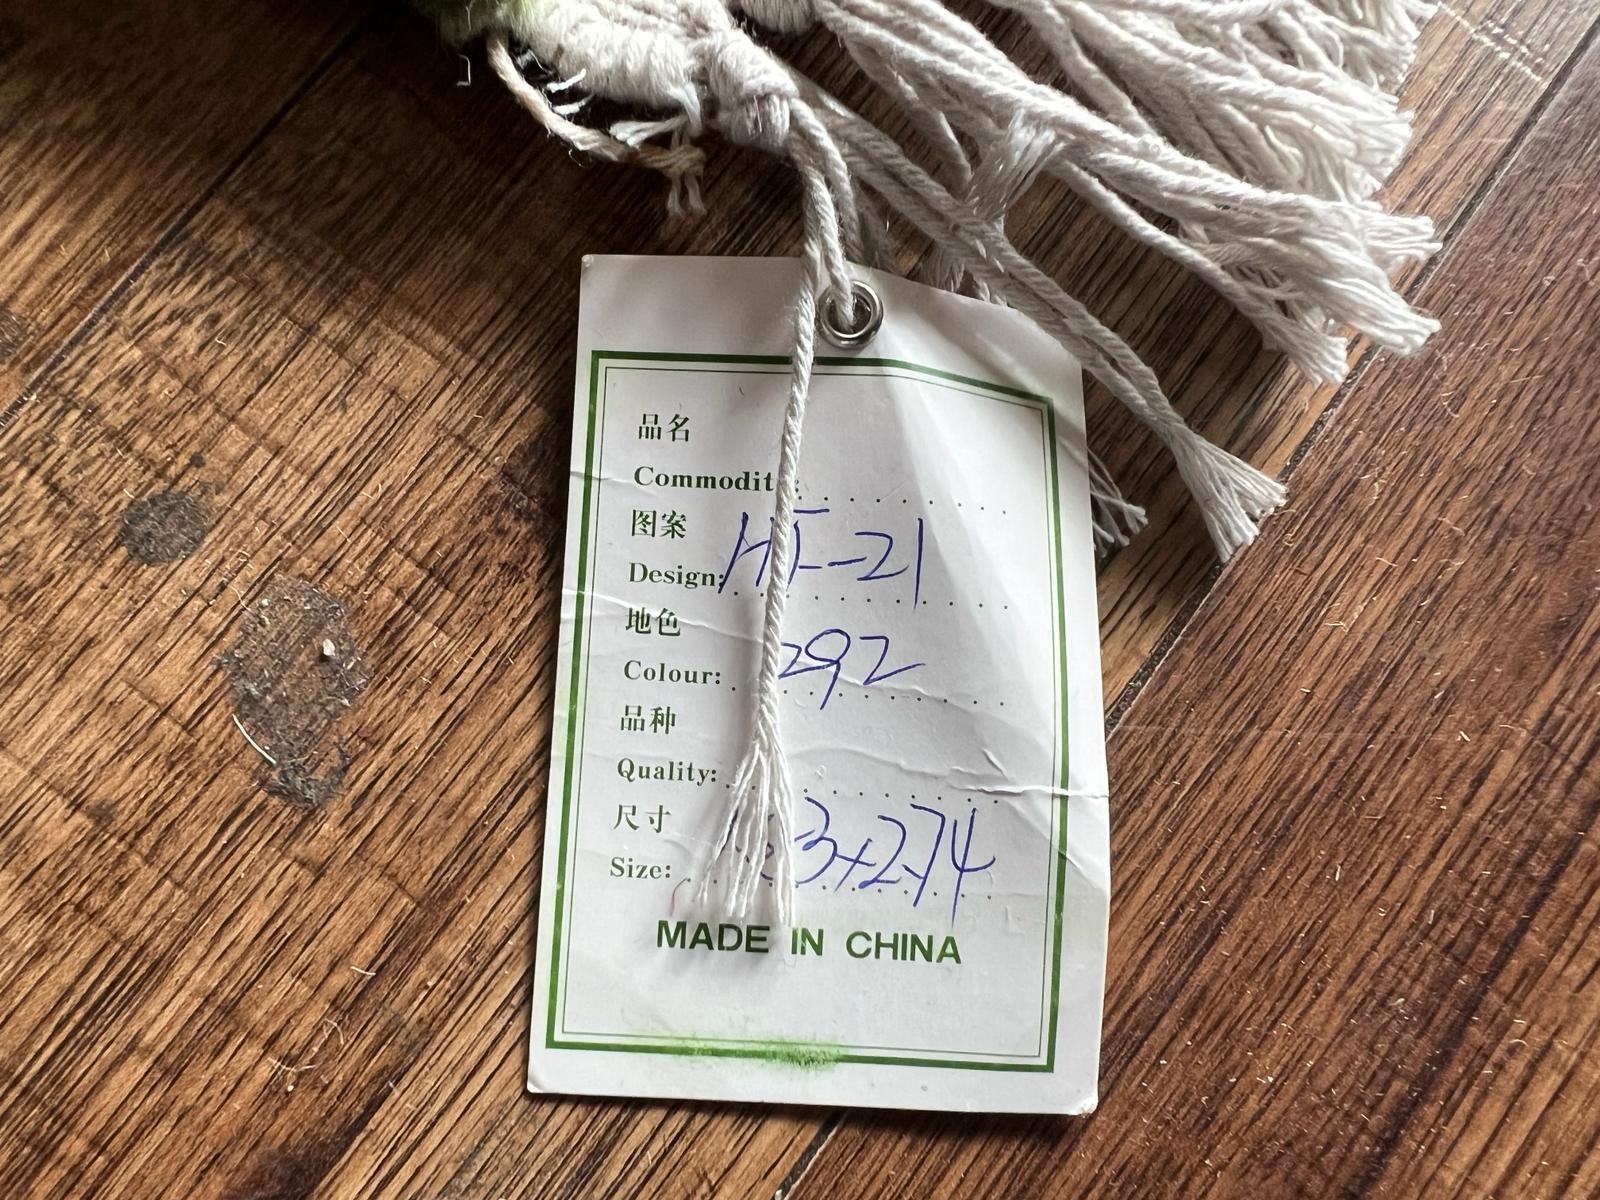 品名
Commodit :
图案
Design: HT-21
地色
Colour: 292
品种
Quality:
尺寸
Size: 3x274
MADE IN CHINA